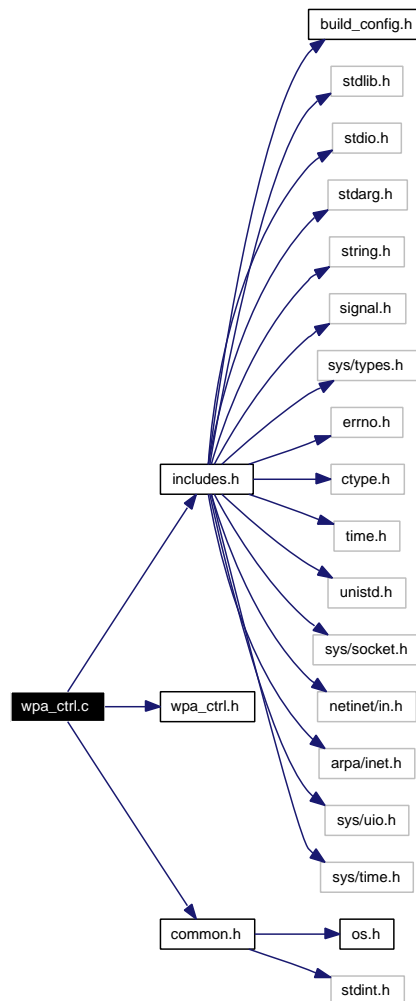 build_config.h
stdlib.h
stdio.h
stdarg.h
string.h
signal.h
sys/types.h
errno.h
includes.h
ctype.h
time.h
unistd.h
sys/socket.h
wpa_ctrl.c
wpa_ctrl.h
netinet/in.h
arpa/inet.h
sys/uio.h
sys/time.h
common.h
os.h
stdint.h